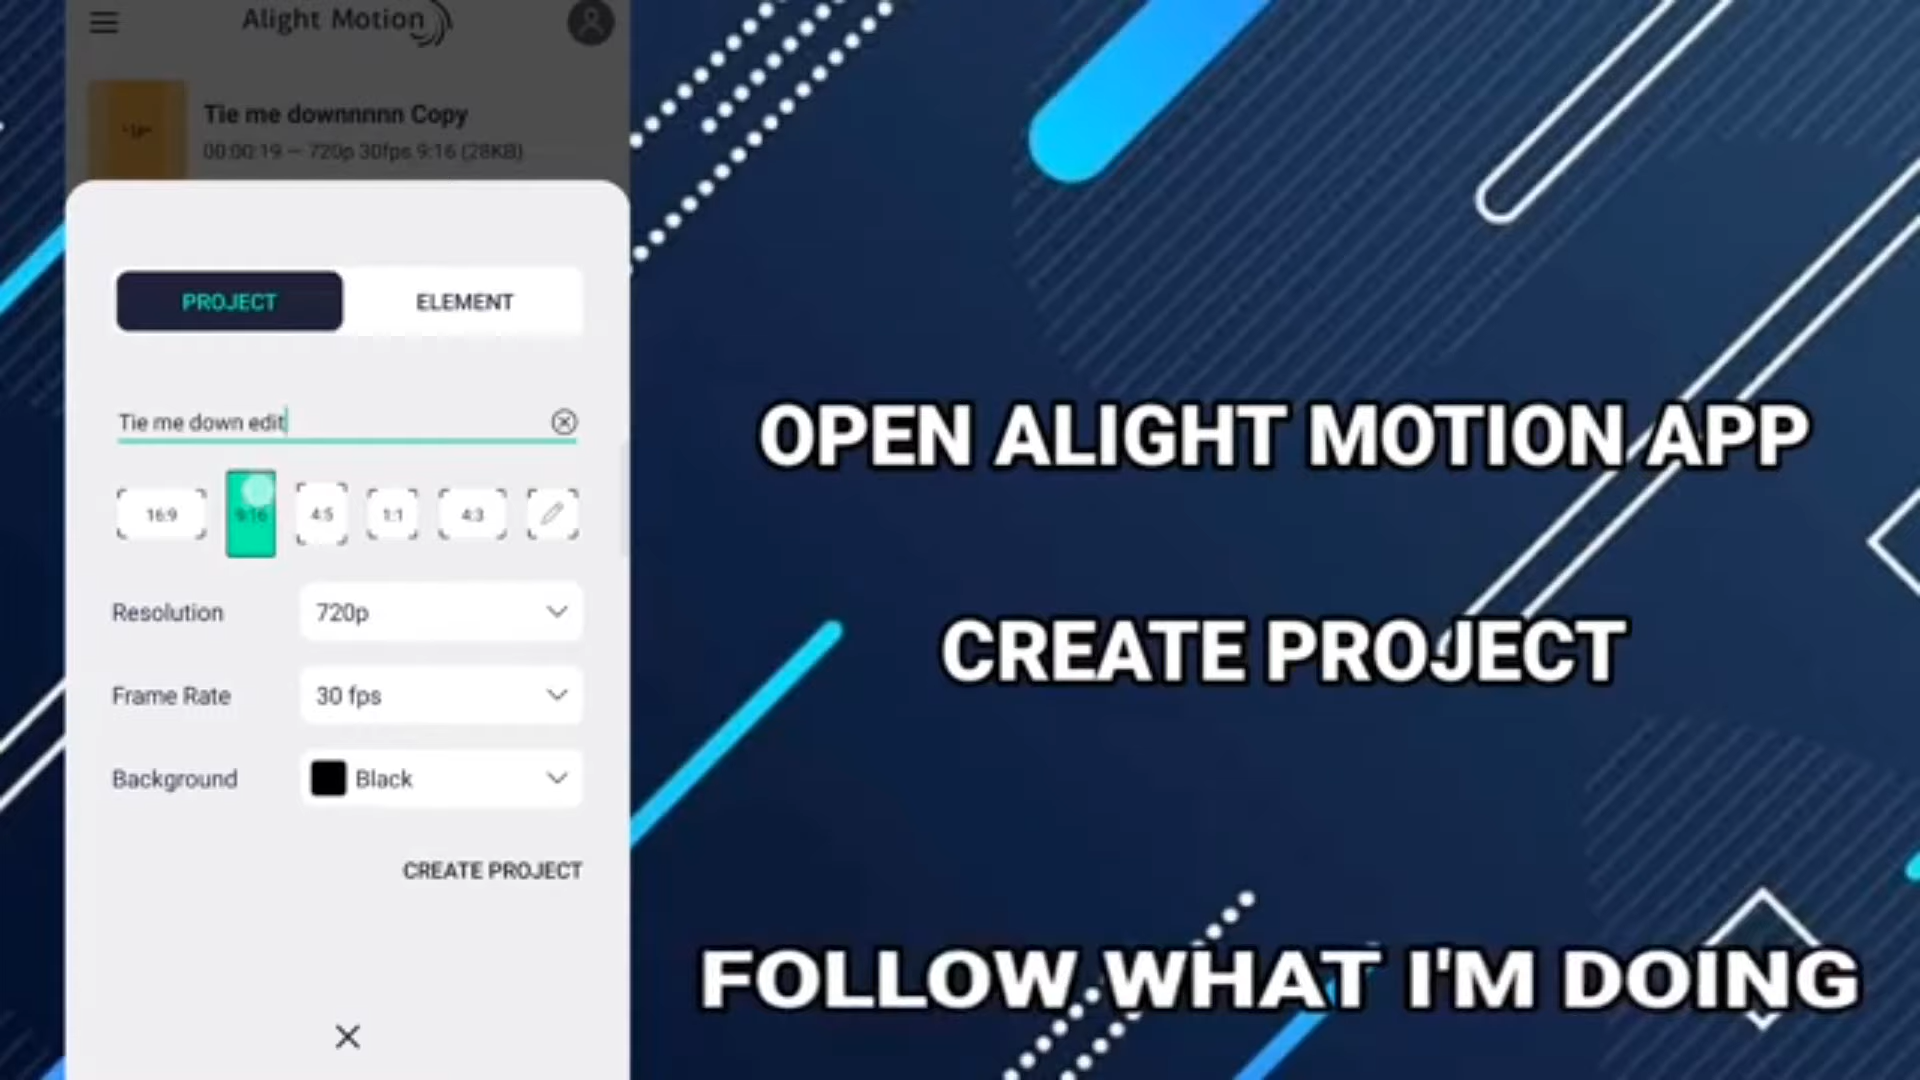 Alight Motion
Tie me downnnnn Copy
00:00:19 — 720p 30fps 9:16 (28KB)
PROJECT
ELEMENT
Tie me down edit
16:9
9:16
4:5
1:1
4:3
Resolution
720p
Frame Rate
30 fps
Background
Black
CREATE PROJECT
OPEN ALIGHT MOTION APP
CREATE PROJECT
FOLLOW WHAT I'M DOING